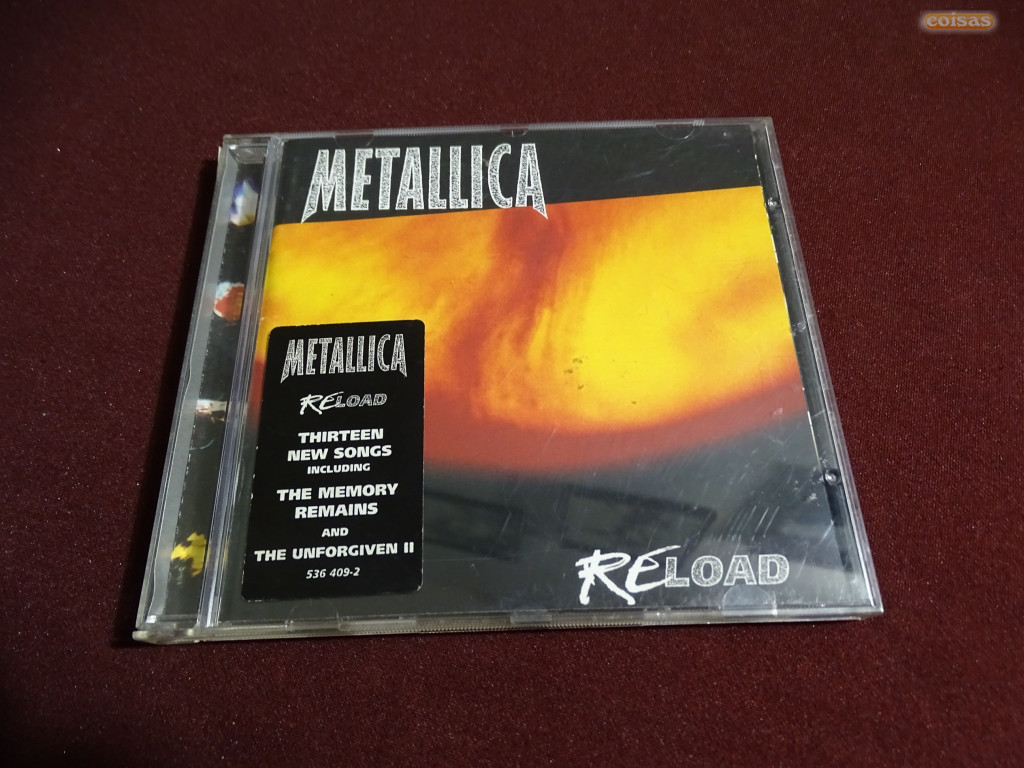 coisas
METALLICA
METALLICA
RELOAD
THIRTEEN
NEW SONGS
INCLUDING
THE MEMORY
REMAINS
AND
THE UNFORGIVEN II
536 409-2
RELOAD